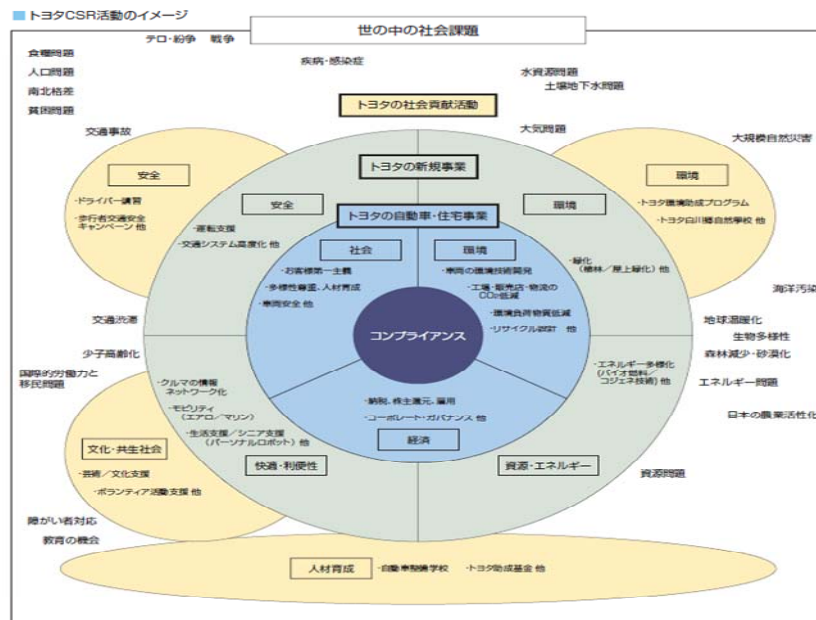 トヨタCSR活動のイメージ
世の中の社会課題
テロ・紛争 戦争
食糧問題
疾病・感染症
人口問題
水資源問題
土壌地下水問題
南北格差
貧困問題
トヨタの社会貢献活動
交通事故
大気問題
大規模自然災害
トヨタの新規事業
安全
・ドライバー講習
・歩行者交通安全
キャンペーン 他
環境
・トヨタ環境助成プログラム
・トヨタ白川郷自然學校 他
安全
・運転支援
・交通システム高度化 他
環境
・緑化
(植林/屋上緑化) 他
トヨタの自動車・住宅事業
社会
・お客様第一主義
・多様性尊重、人材育成
・車両安全 他
環境
・車両の環境技術開発
・工場・販売店・物流の
CO₂低減
・環境負荷物質低減
・リサイクル設計 他
コンプライアンス
海洋汚染
交通渋滞
地球温暖化
生物多様性
少子高齢化
森林減少・砂漠化
国際的労働力と
移民問題
エネルギー問題
日本の農業活性化
・クルマの情報
ネットワーク化
・モビリティ
(エアロ/マリン)
・生活支援/シニア支援
(パーソナルロボット) 他
快適・利便性
・納税、株主還元、雇用
・コーポレート・ガバナンス 他
経済
・エネルギー多様化
(バイオ燃料/
コジェネ技術) 他
資源・エネルギー
資源問題
文化・共生社会
・芸術/文化支援
・ボランティア活動支援 他
障がい者対応
教育の機会
人材育成
・自動車整備学校 ・トヨタ助成基金 他